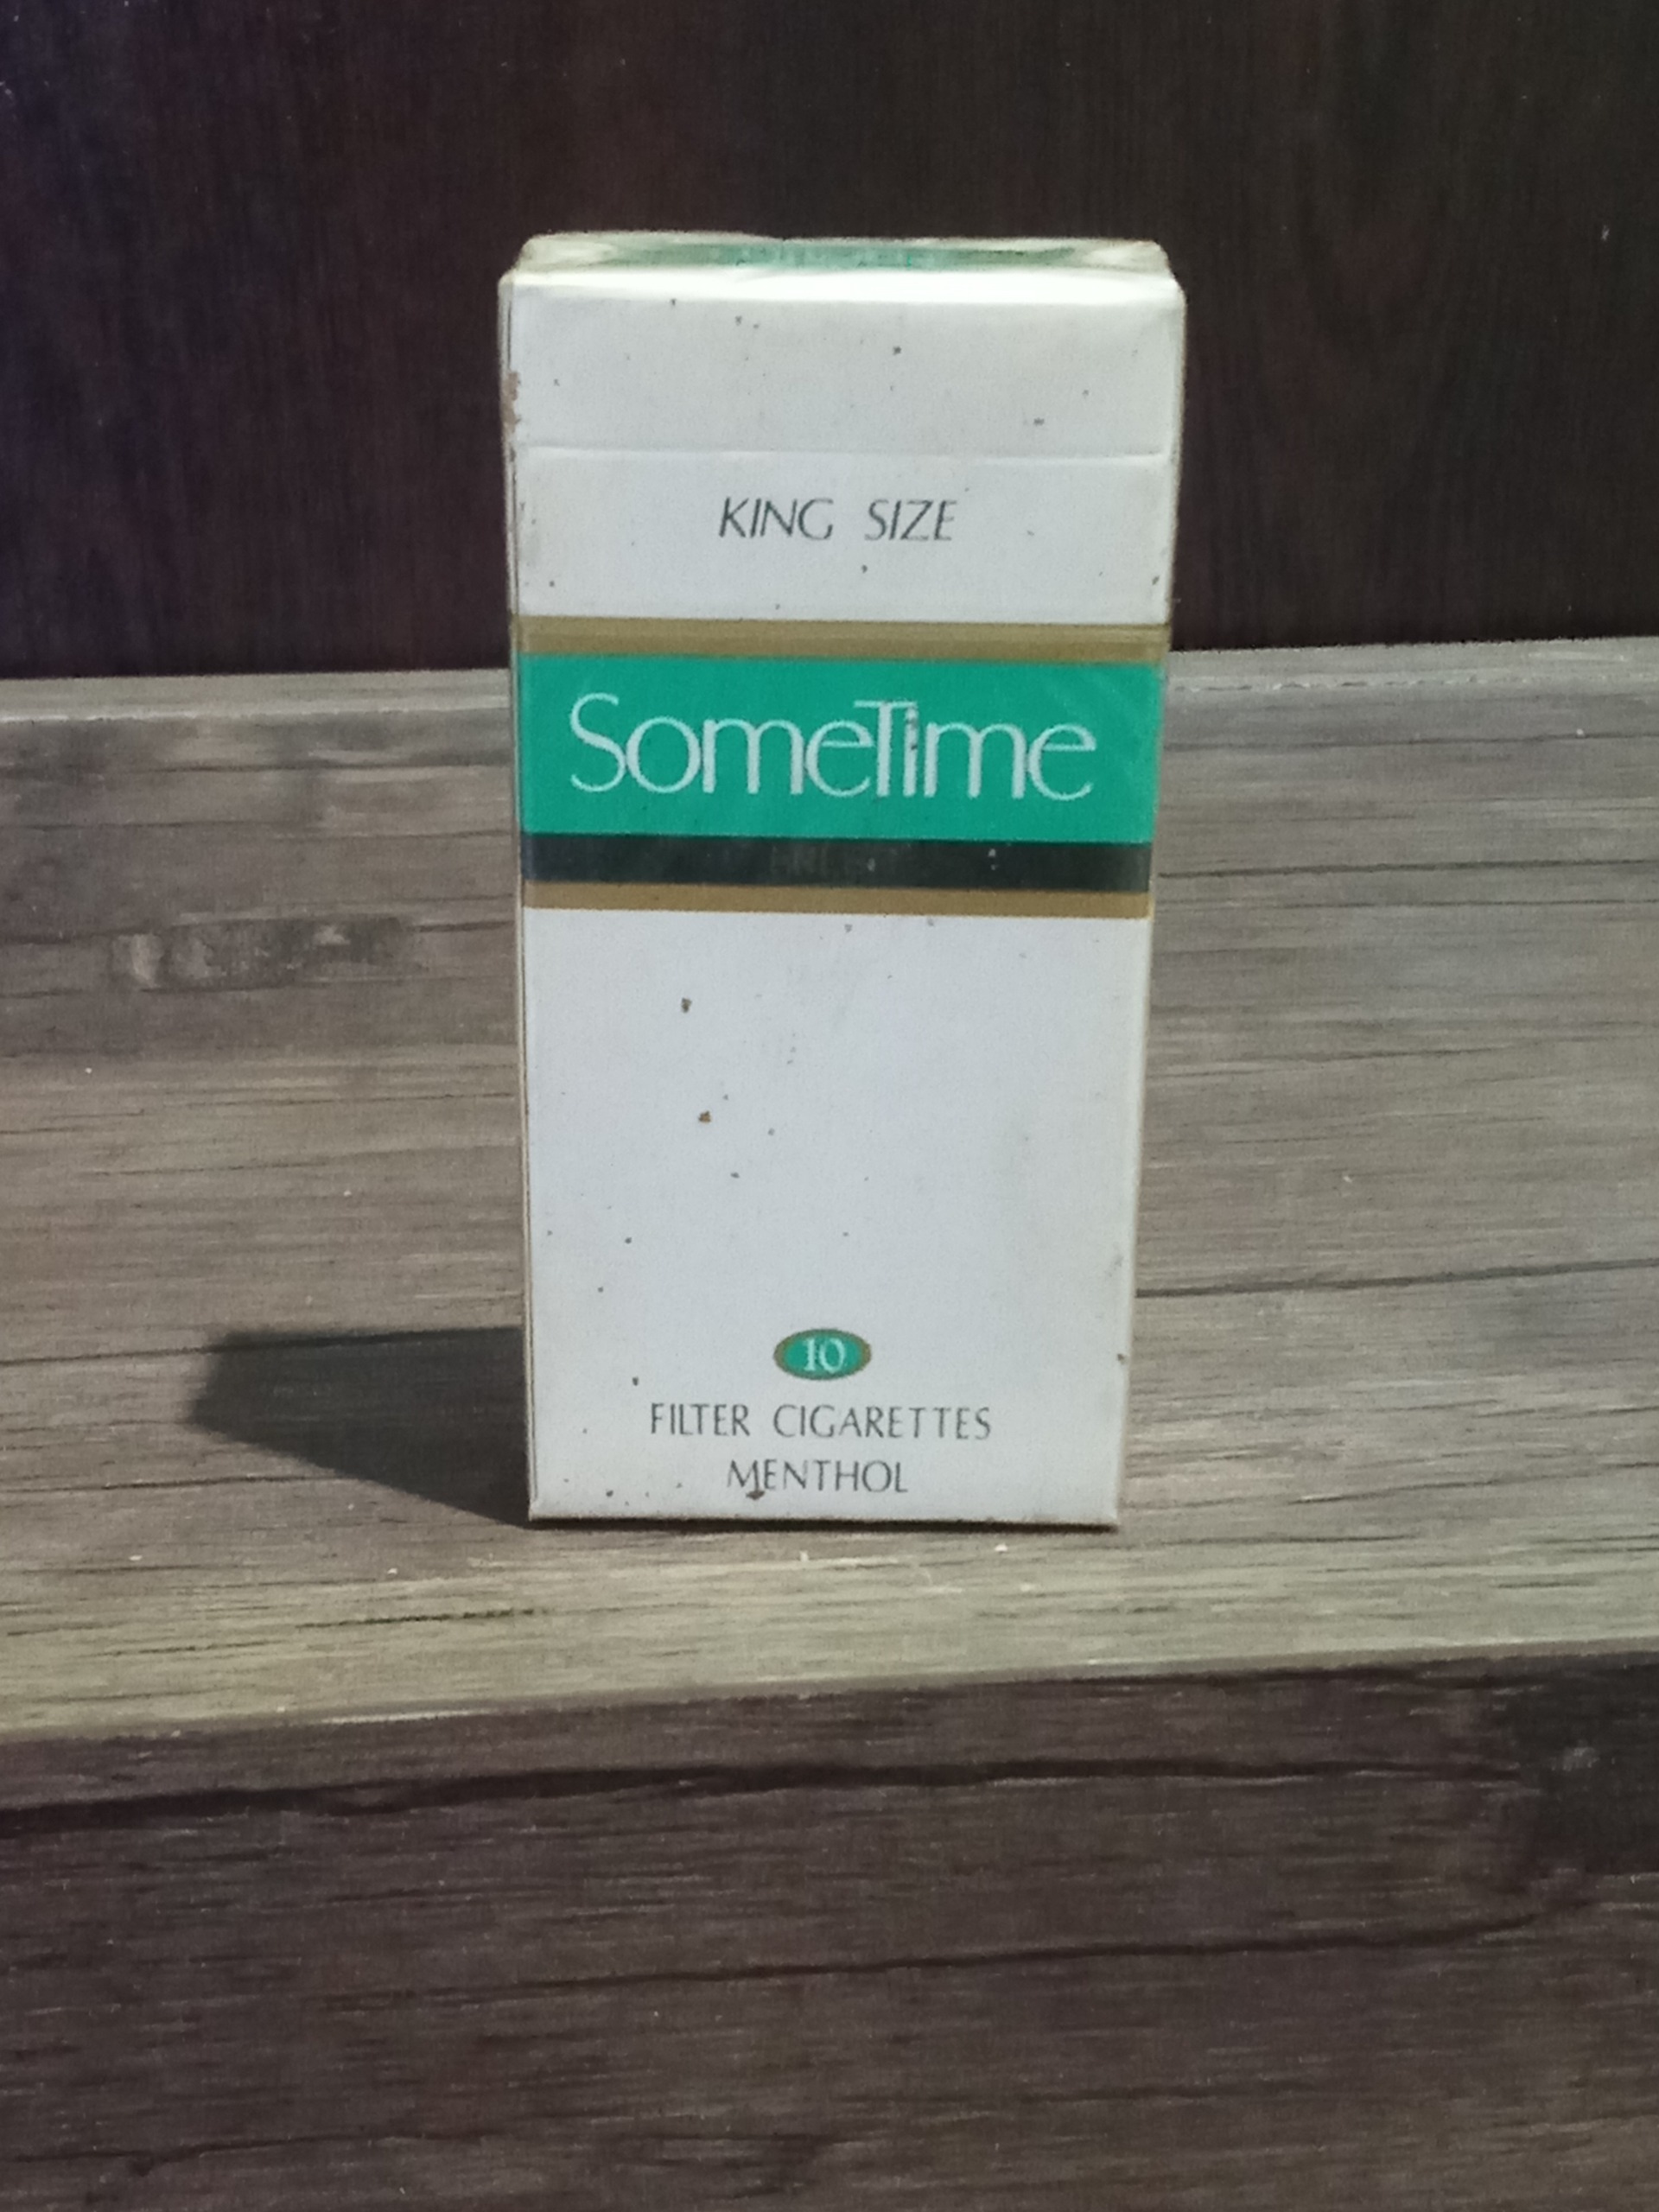 KING SIZE
SomeTime
10
FILTER CIGARETTES
MENTHOL